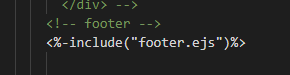 </div> -->
<!-- footer -->
<%-include("footer.ejs")%>